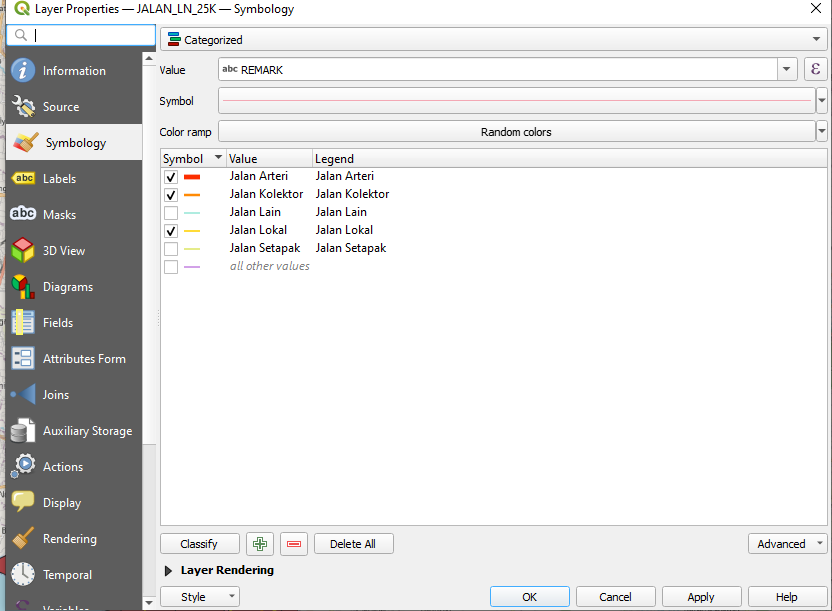 Layer Properties — JALAN_LN_25K — Symbology
Categorized
Information
Source
Symbology
abc Labels
abc Masks
3D View
Diagrams
Fields
Attributes Form
Joins
Auxiliary Storage
Actions
Display
Rendering
Temporal
Variables
Value abc REMARK ε
Symbol
Color ramp Random colors
Symbol Value Legend
Jalan Arteri Jalan Arteri
Jalan Kolektor Jalan Kolektor
Jalan Lain Jalan Lain
Jalan Lokal Jalan Lokal
Jalan Setapak Jalan Setapak
all other values
Classify Delete All Advanced
Layer Rendering
Style OK Cancel Apply Help